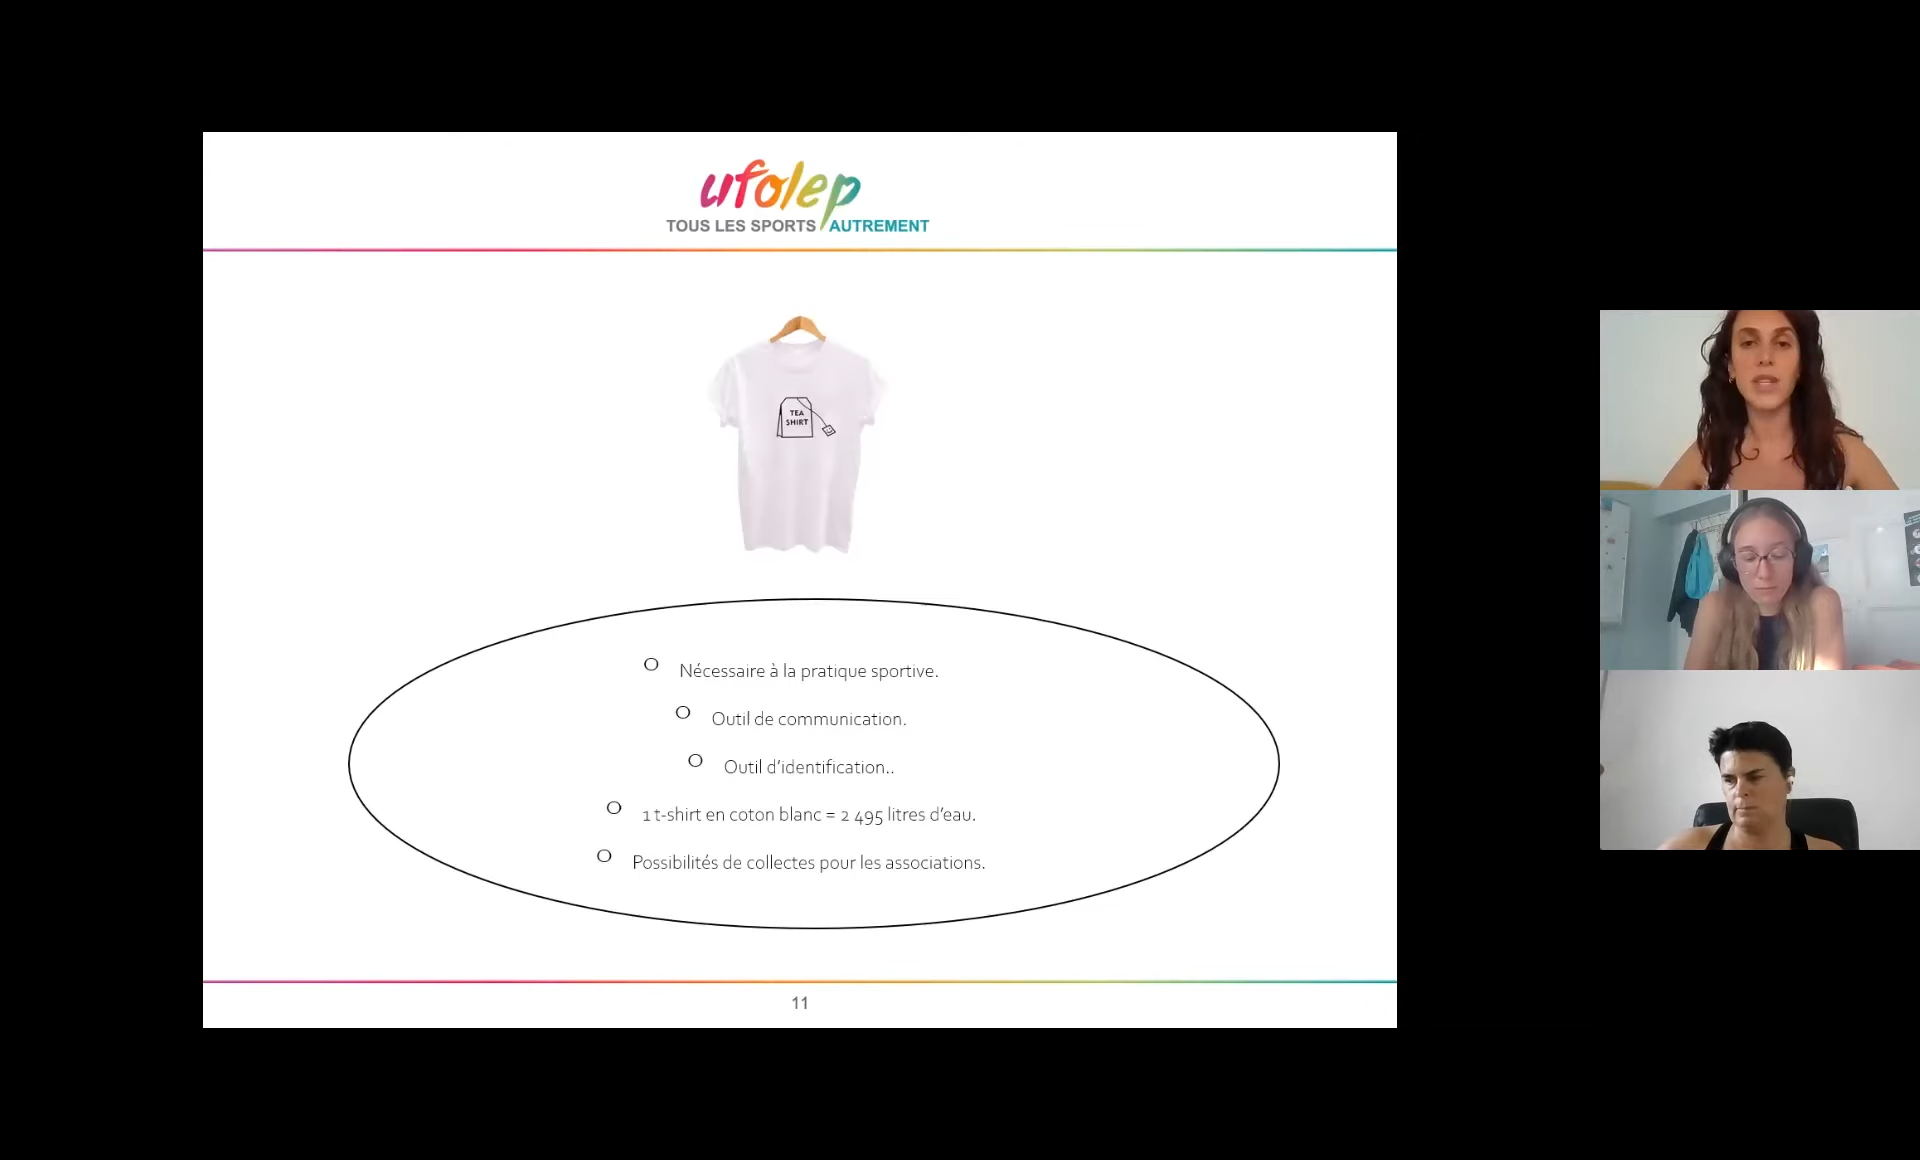 ufolep
TOUS LES SPORTS AUTREMENT
TEA
SHIRT
Nécessaire à la pratique sportive.
Outil de communication.
Outil d'identification..
1 t-shirt en coton blanc = 2 495 litres d'eau.
Possibilités de collectes pour les associations.
11